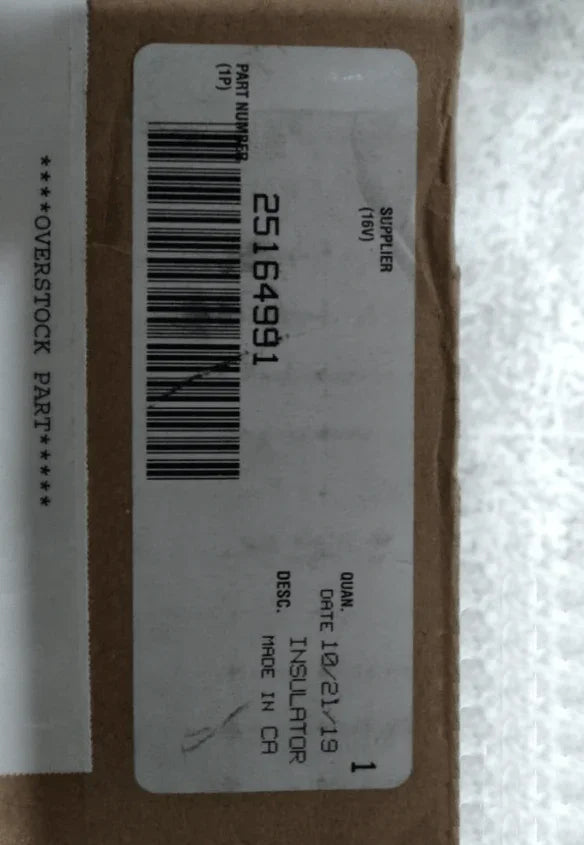 ****OVERSTOCK PART*****
PART NUMBER
(1P)
25164991
SUPPLIER
(16V)
QUAN. 1
DATE 10/21/19
DESC. INSULATOR
MADE IN CA